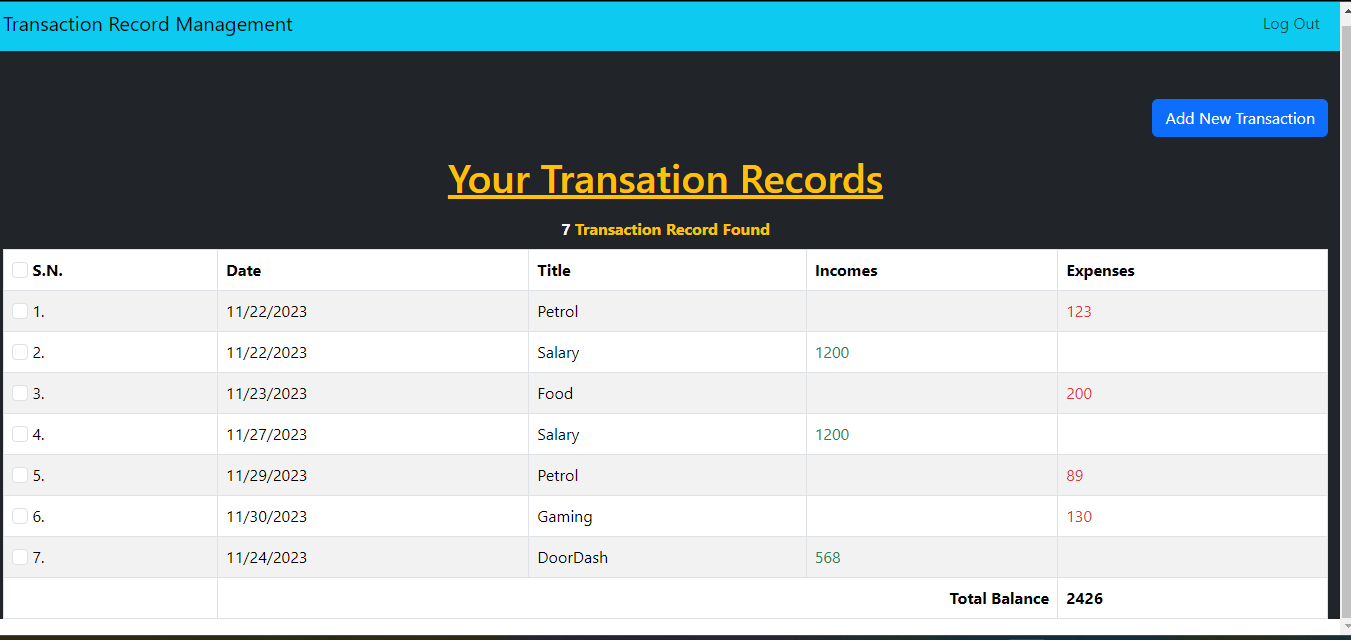 Transaction Record Management Log Out
Add New Transaction
Your Transation Records
7 Transaction Record Found
S.N. Date Title Incomes Expenses
1. 11/22/2023 Petrol 123
2. 11/22/2023 Salary 1200
3. 11/23/2023 Food 200
4. 11/27/2023 Salary 1200
5. 11/29/2023 Petrol 89
6. 11/30/2023 Gaming 130
7. 11/24/2023 DoorDash 568
Total Balance 2426